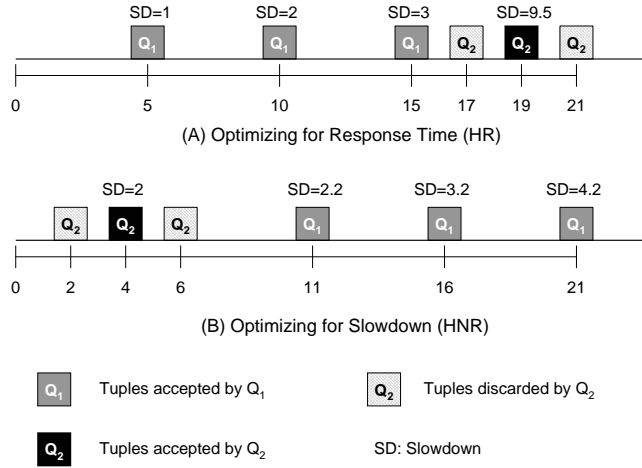 SD=1 SD=2 SD=3 SD=9.5
Q1 Q1 Q1 Q2 Q2 Q2
0 5 10 15 17 19 21
(A) Optimizing for Response Time (HR)
SD=2 SD=2.2 SD=3.2 SD=4.2
Q2 Q2 Q2 Q1 Q1 Q1
0 2 4 6 11 16 21
(B) Optimizing for Slowdown (HNR)
Q1 Tuples accepted by Q1 Q2 Tuples discarded by Q2
Q2 Tuples accepted by Q2 SD: Slowdown